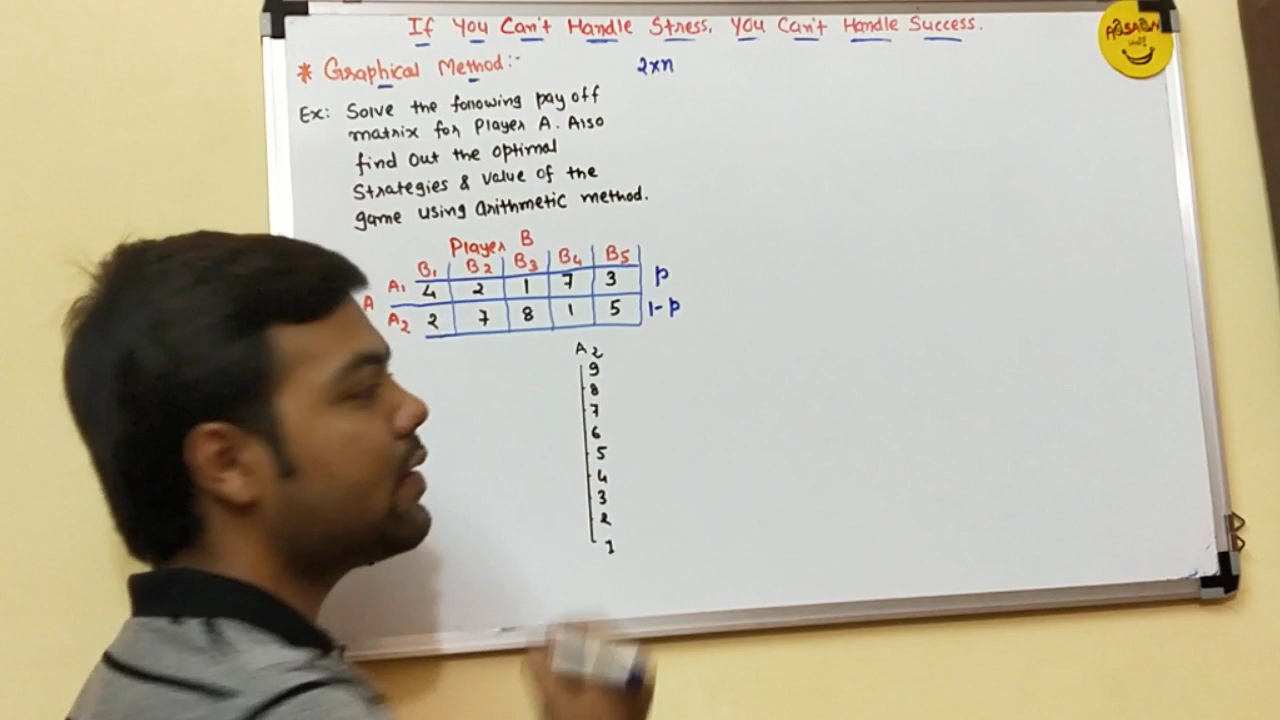 If You Can't Handle Stress, You Can't Handle Success.
* Graphical Method:-
2xn
Ex: Solve the following pay off
matrix for Player A. Also
find out the optimal
Strategies & value of the
game using arithmetic method.
Player B
B1 B2 B3 B4 B5
A
A1 4 2 1 7 3 p
A2 2 7 8 1 5 1-p
A2
9
8
7
6
5
4
3
2
1